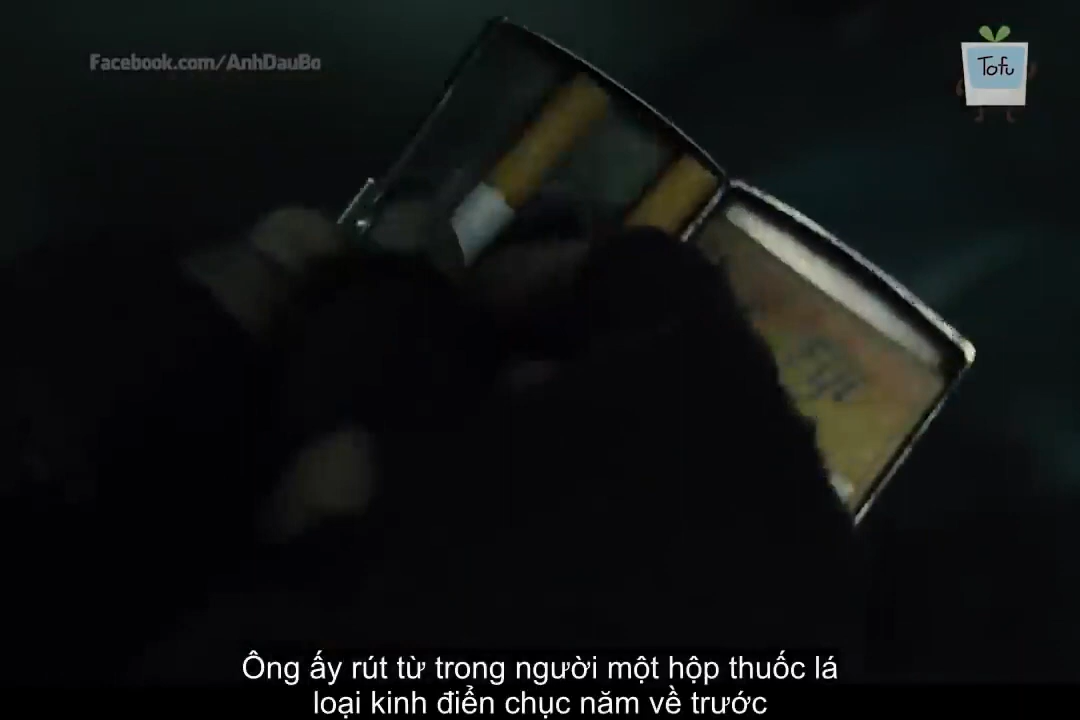 Facebook.com/AnhDauBo
Tofu
Ông ấy rút từ trong người một hộp thuốc lá
loại kinh điển chục năm về trước